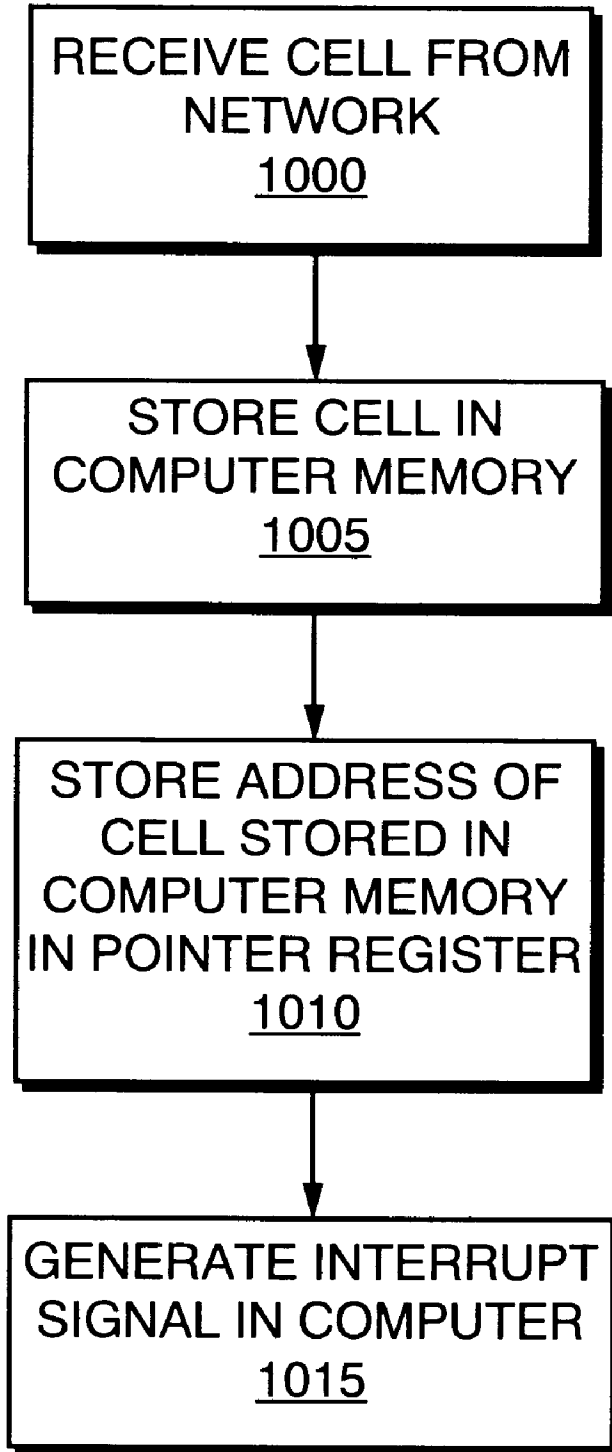 RECEIVE CELL FROM
NETWORK
1000
STORE CELL IN
COMPUTER MEMORY
1005
STORE ADDRESS OF
CELL STORED IN
COMPUTER MEMORY
IN POINTER REGISTER
1010
GENERATE INTERRUPT
SIGNAL IN COMPUTER
1015